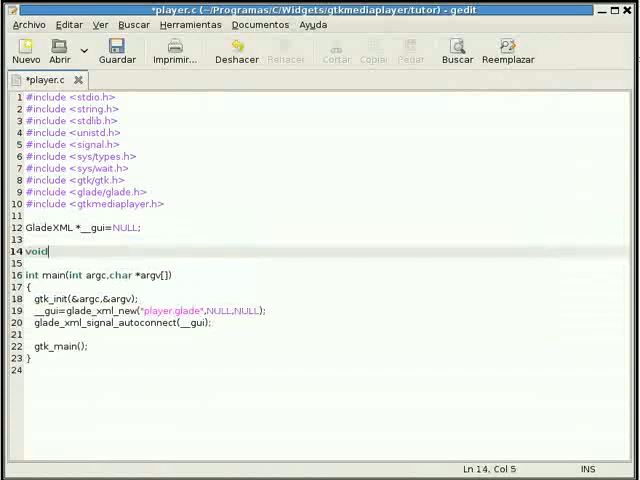 *player.c (~/Programas/C/Widgets/gtkmediaplayer/tutor) - gedit
Archivo Editar Ver Buscar Herramientas Documentos Ayuda
Nuevo Abrir Guardar Imprimir... Deshacer Rehacer Cortar Copiar Pegar Buscar Reemplazar
*player.c
1 #include <stdio.h>
2 #include <string.h>
3 #include <stdlib.h>
4 #include <unistd.h>
5 #include <signal.h>
6 #include <sys/types.h>
7 #include <sys/wait.h>
8 #include <gtk/gtk.h>
9 #include <glade/glade.h>
10 #include <gtkmediaplayer.h>
11
12 GladeXML *__gui=NULL;
13
14 void
15
16 int main(int argc,char *argv[])
17 {
18 gtk_init(&argc,&argv);
19 __gui=glade_xml_new("player.glade",NULL,NULL);
20 glade_xml_signal_autoconnect(__gui);
21
22 gtk_main();
23 }
24
Ln 14, Col 5 INS